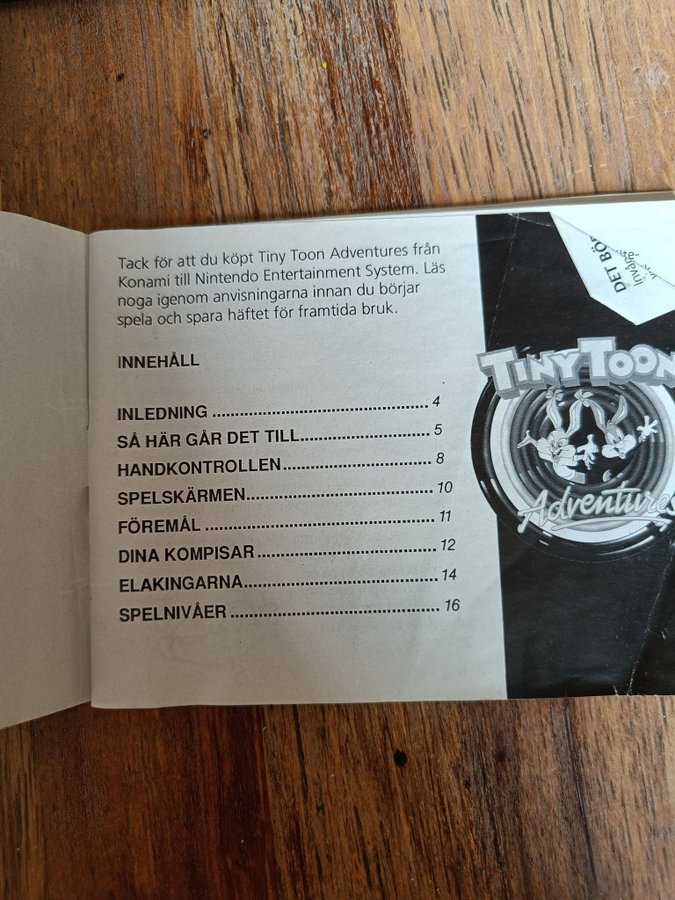 Tack för att du köpt Tiny Toon Adventures från
Konami till Nintendo Entertainment System. Läs
noga igenom anvisningarna innan du börjar
spela och spara häftet för framtida bruk.
INNEHÅLL
INLEDNING ........................................ 4
SÅ HÄR GÅR DET TILL........................ 5
HANDKONTROLLEN........................... 8
SPELSKÄRMEN.................................. 10
FÖREMÅL .......................................... 11
DINA KOMPISAR ................................ 12
ELAKINGARNA................................... 14
SPELNIVÅER ..................................... 16
DET
TINY TOON
Adventures